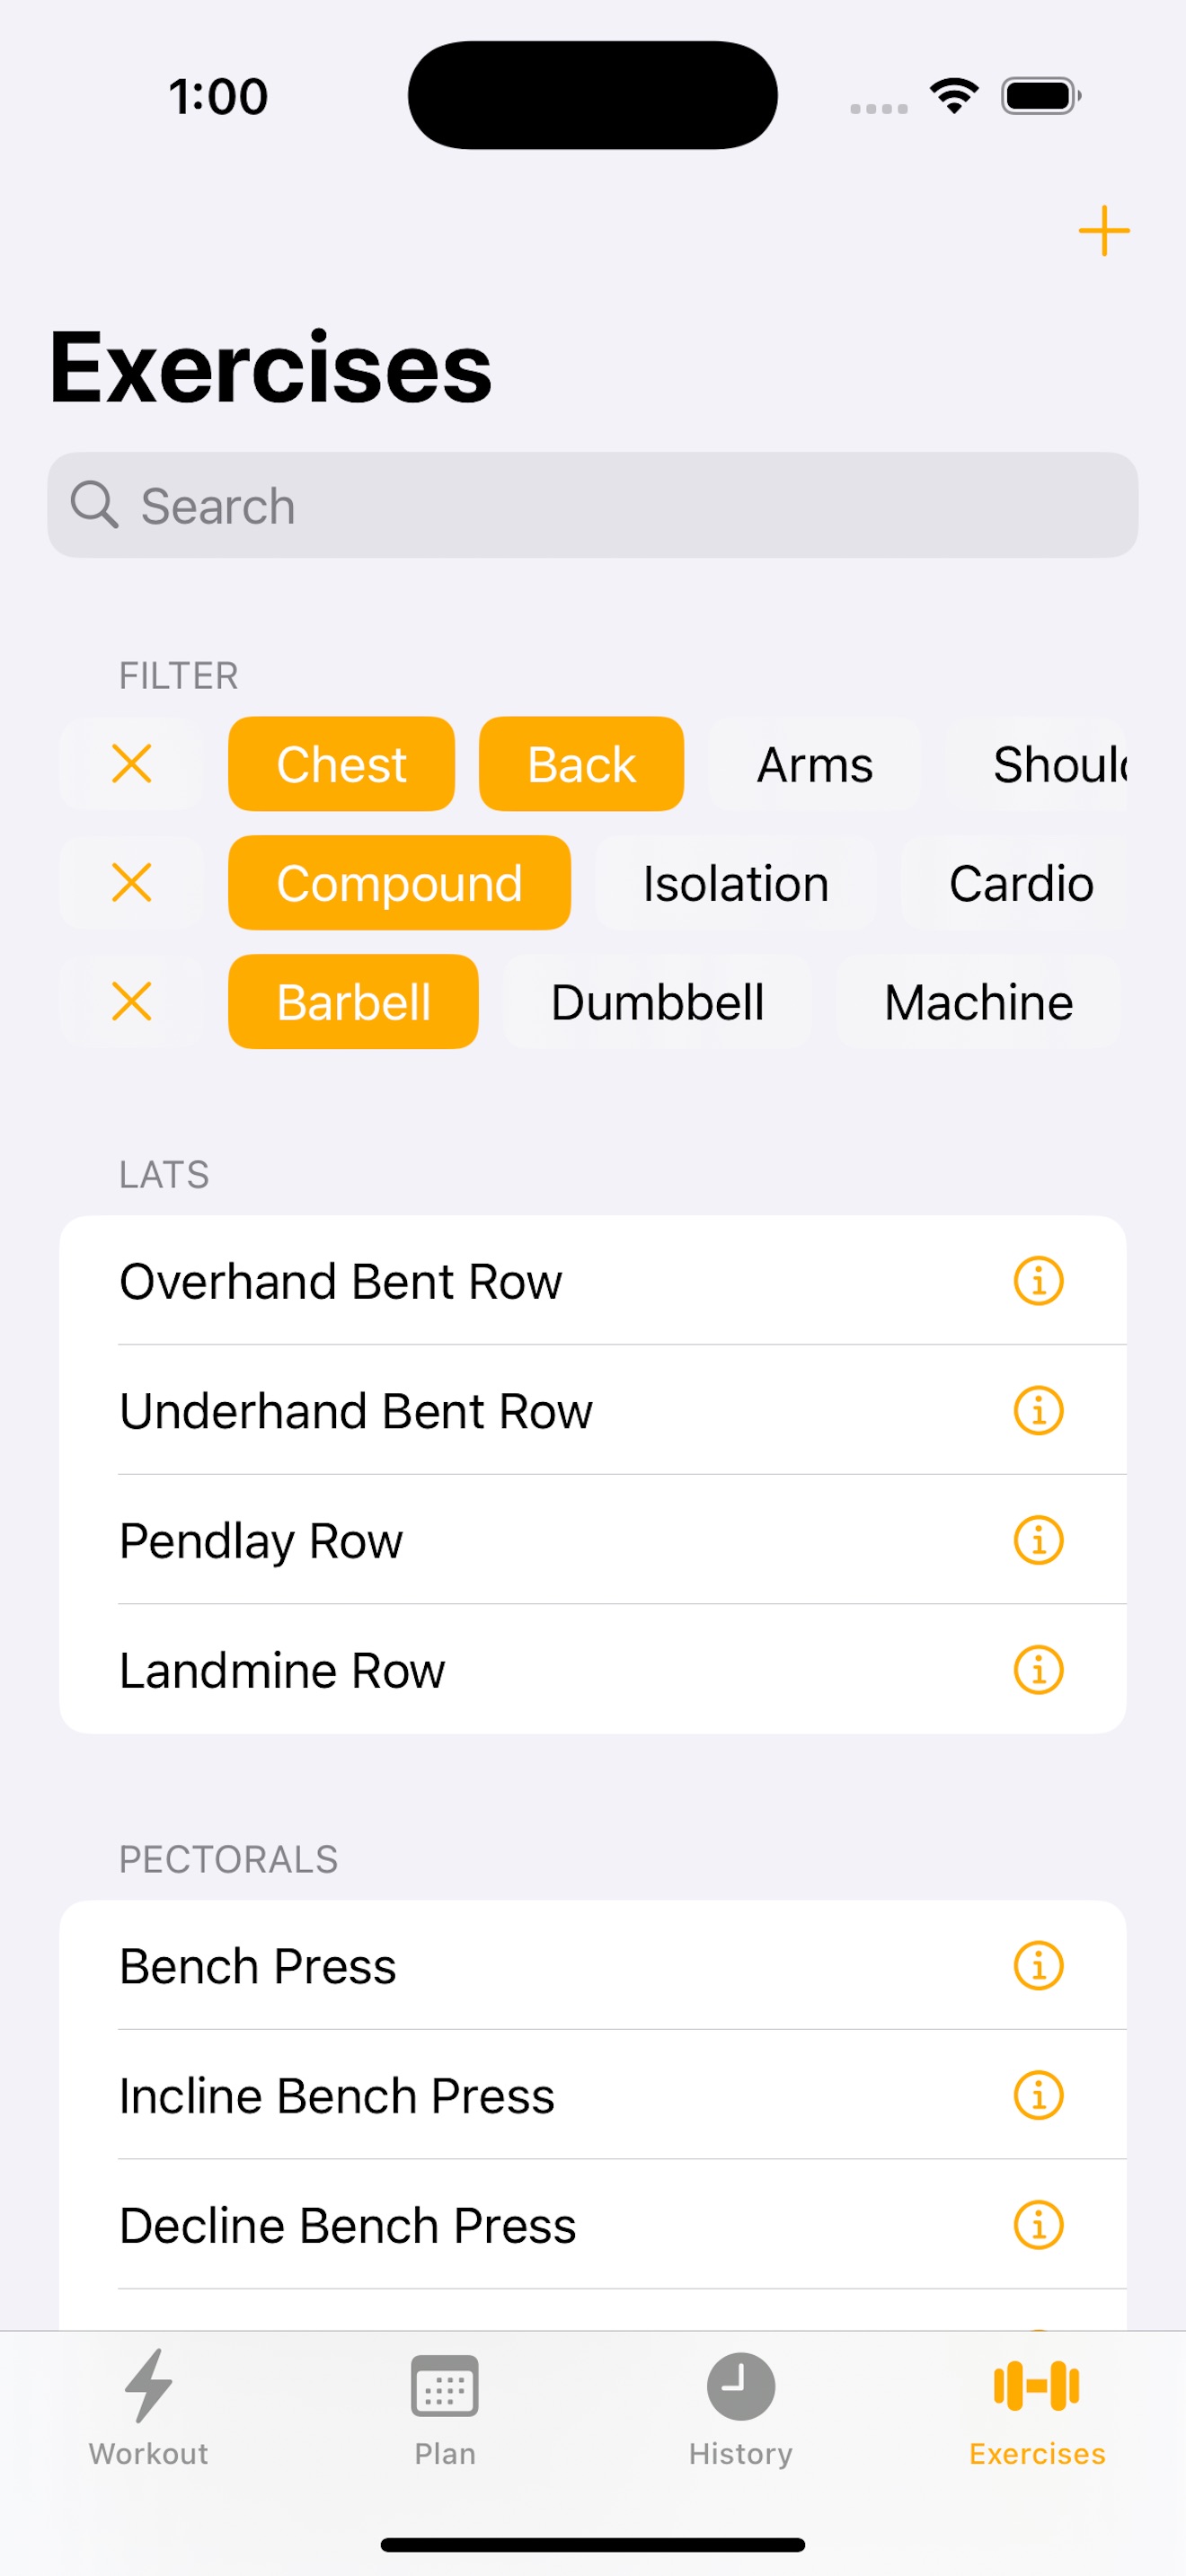 1:00
Exercises
Search
FILTER
Chest Back Arms
Compound Isolation Cardio
Barbell Dumbbell Machine
LATS
Overhand Bent Row
Underhand Bent Row
Pendlay Row
Landmine Row
PECTORALS
Bench Press
Incline Bench Press
Decline Bench Press
Workout Plan History Exercises